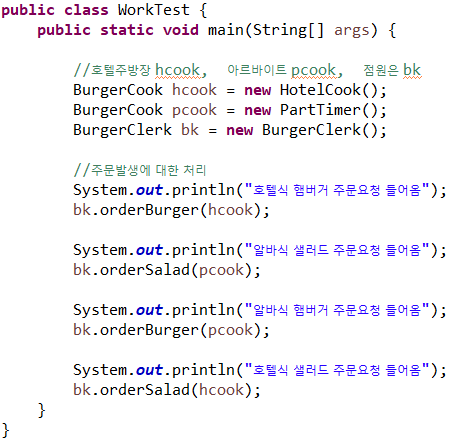 public class WorkTest {
    public static void main(String[] args) {

        //호텔주방장 hcook,  아르바이트 pcook,  점원은 bk
        BurgerCook hcook = new HotelCook();
        BurgerCook pcook = new PartTimer();
        BurgerClerk bk = new BurgerClerk();

        //주문발생에 대한 처리
        System.out.println("호텔식 햄버거 주문요청 들어옴");
        bk.orderBurger(hcook);

        System.out.println("알바식 샐러드 주문요청 들어옴");
        bk.orderSalad(pcook);

        System.out.println("알바식 햄버거 주문요청 들어옴");
        bk.orderBurger(pcook);

        System.out.println("호텔식 샐러드 주문요청 들어옴");
        bk.orderSalad(hcook);
    }
}